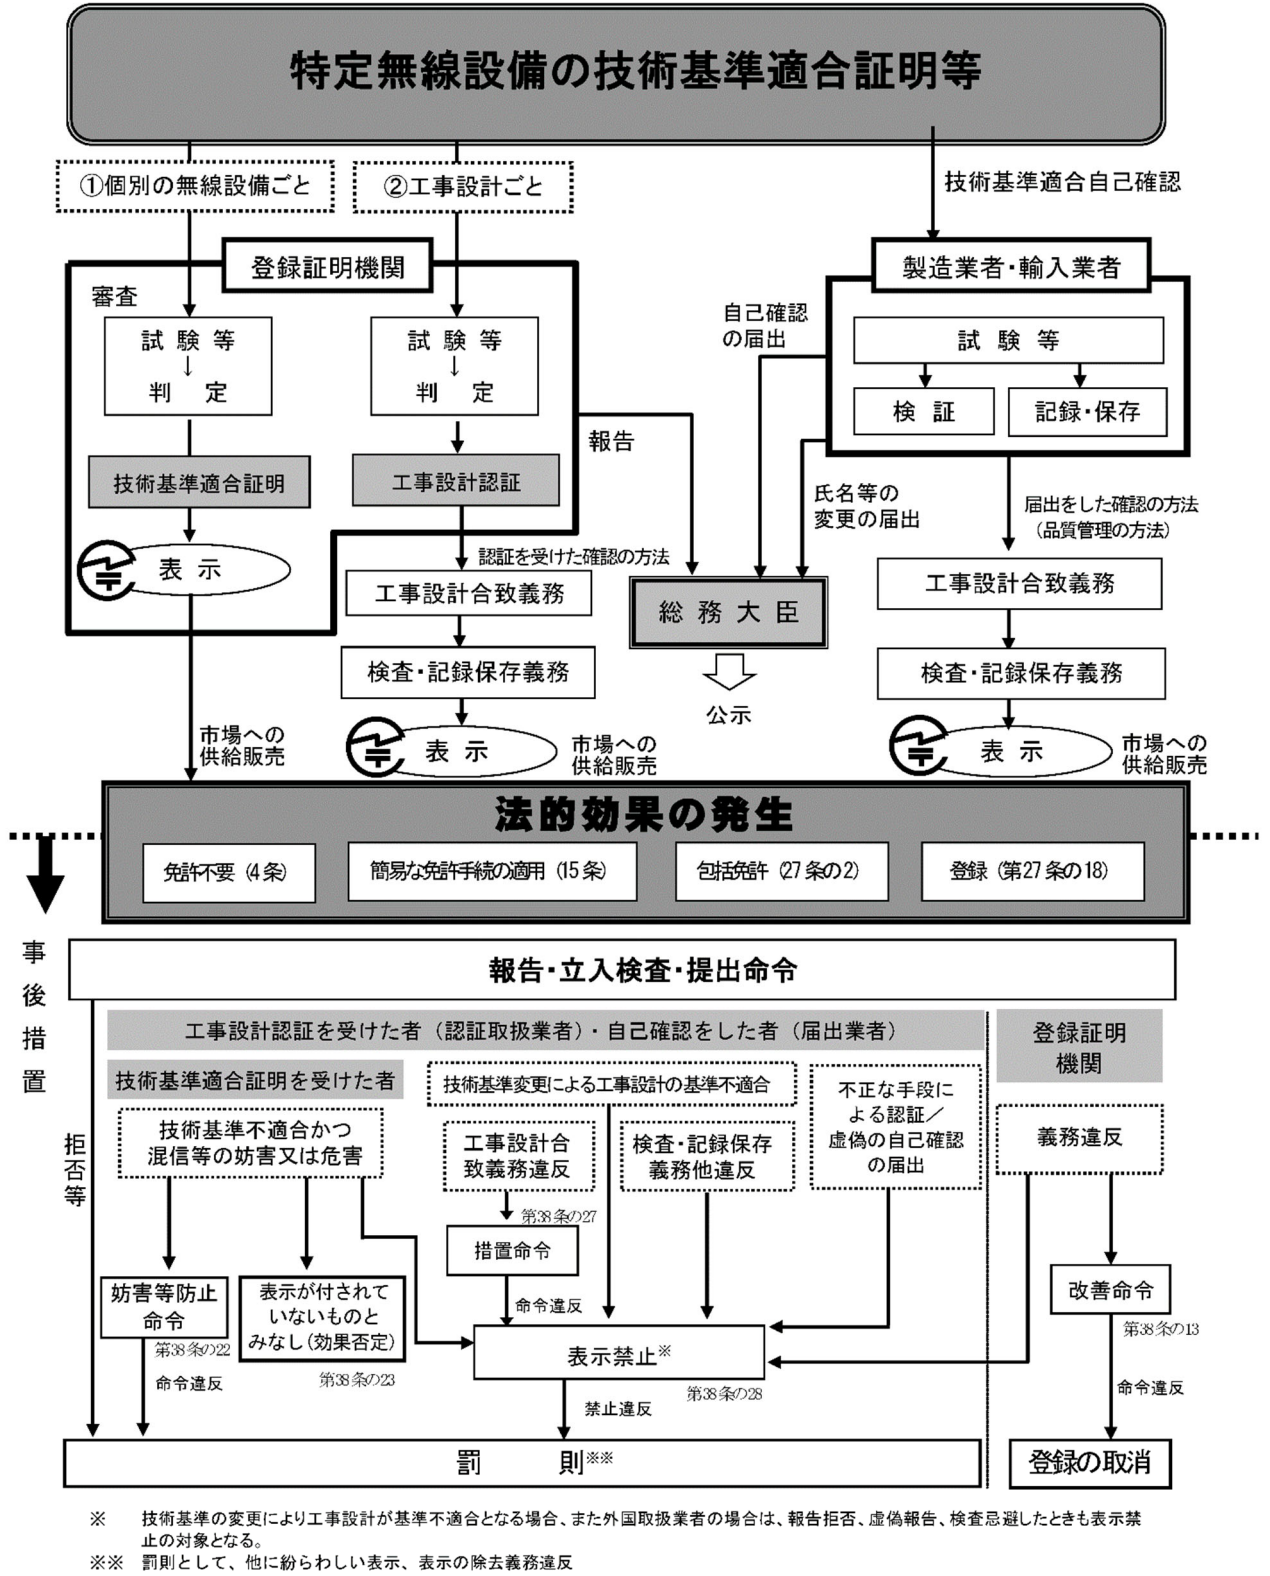 特定無線設備の技術基準適合証明等
①個別の無線設備ごと
②工事設計ごと
技術基準適合自己確認
登録証明機関
審査
試験等
↓
判定
試験等
↓
判定
技術基準適合証明
工事設計認証
報告
表示
認証を受けた確認の方法
工事設計合致義務
検査・記録保存義務
表示
市場への
供給販売
市場への
供給販売
製造業者・輸入業者
自己確認
の届出
試験等
検証
記録・保存
氏名等の
変更の届出
届出をした確認の方法
（品質管理の方法）
総務大臣
公示
工事設計合致義務
検査・記録保存義務
表示
市場への
供給販売
法的効果の発生
免許不要（4条）
簡易な免許手続の適用（15条）
包括免許（27条の2）
登録（第27条の18）
事後措置
報告・立入検査・提出命令
工事設計認証を受けた者（認証取扱業者）・自己確認をした者（届出業者）
登録証明
機関
技術基準適合証明を受けた者
技術基準変更による工事設計の基準不適合
不正な手段に
よる認証／
虚偽の自己確認
の届出
拒否等
技術基準不適合かつ
混信等の妨害又は危害
工事設計合
致義務違反
検査・記録保存
義務他違反
義務違反
第38条の27
措置命令
命令違反
妨害等防止
命令
第38条の22
命令違反
表示が付されて
いないものと
みなし（効果否定）
第38条の23
表示禁止※
第38条の28
禁止違反
改善命令
第38条の13
命令違反
罰則※※
登録の取消
※ 技術基準の変更により工事設計が基準不適合となる場合、また外国取扱業者の場合は、報告拒否、虚偽報告、検査忌避したときも表示禁
止の対象となる。
※※ 罰則として、他に紛らわしい表示、表示の除去義務違反